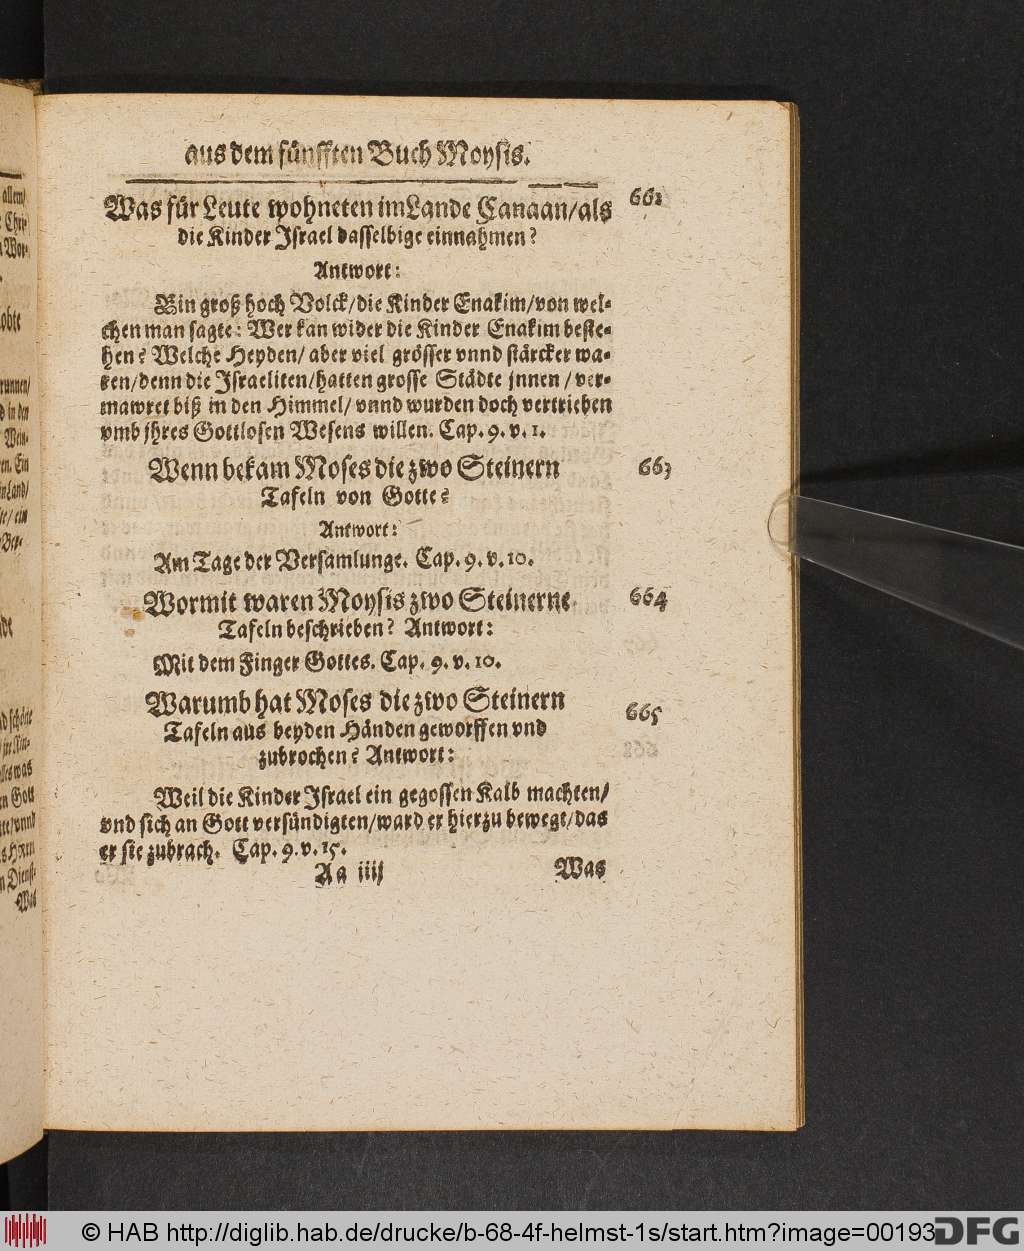 aus dem fünfften Buch Moysis.
Was für Leute wohneten im Lande Canaan/als
die Kinder Israel dasselbige einnahmen?
662
Antwort:
Ein groß hoch Volck/die Kinder Enakim/von wel-
chen man sagte: Wer kan wider die Kinder Enakim beste-
hen? Welche Heyden/ aber viel grösser vnnd stärcker wa-
ren/denn die Israeliten/hatten grosse Städte jnnen / ver-
mawret biß in den Himmel/ vnnd wurden doch vertrieben
vmb jhres Gottlosen Wesens willen. Cap. 9. v. 1.
Wenn bekam Moses die zwo Steinern
663
Tafeln von Gotte?
Antwort:
Am Tage der Versamlunge. Cap. 9. v. 10.
Wormit waren Moysis zwo Steinerne
664
Tafeln beschrieben? Antwort:
Mit dem Finger Gottes. Cap. 9. v. 10.
Warumb hat Moses die zwo Steinern
665
Tafeln aus beyden Händen geworffen vnd
zubrochen? Antwort:
Weil die Kinder Israel ein gegossen Kalb machten/
vnd sich an Gott versündigten/ward er hierzu bewegt/das
er sie zubrach. Cap. 9. v. 15.
Aa iiij
Was
© HAB http://diglib.hab.de/drucke/b-68-4f-helmst-1s/start.htm?image=00193
DFG